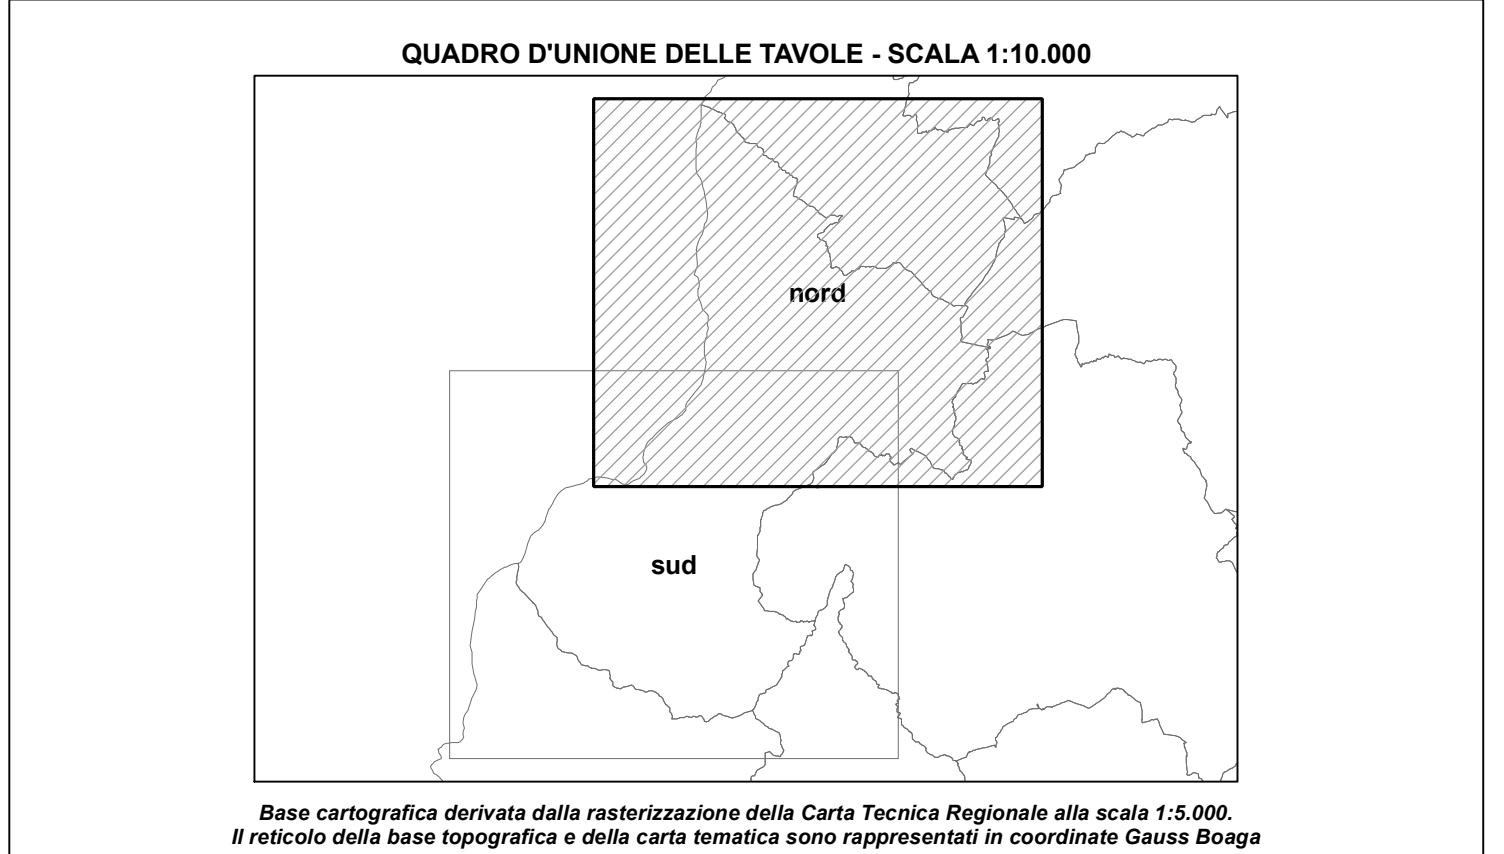 QUADRO D'UNIONE DELLE TAVOLE - SCALA 1:10.000
nord
sud
Base cartografica derivata dalla rasterizzazione della Carta Tecnica Regionale alla scala 1:5.000.
Il reticolo della base topografica e della carta tematica sono rappresentati in coordinate Gauss Boaga